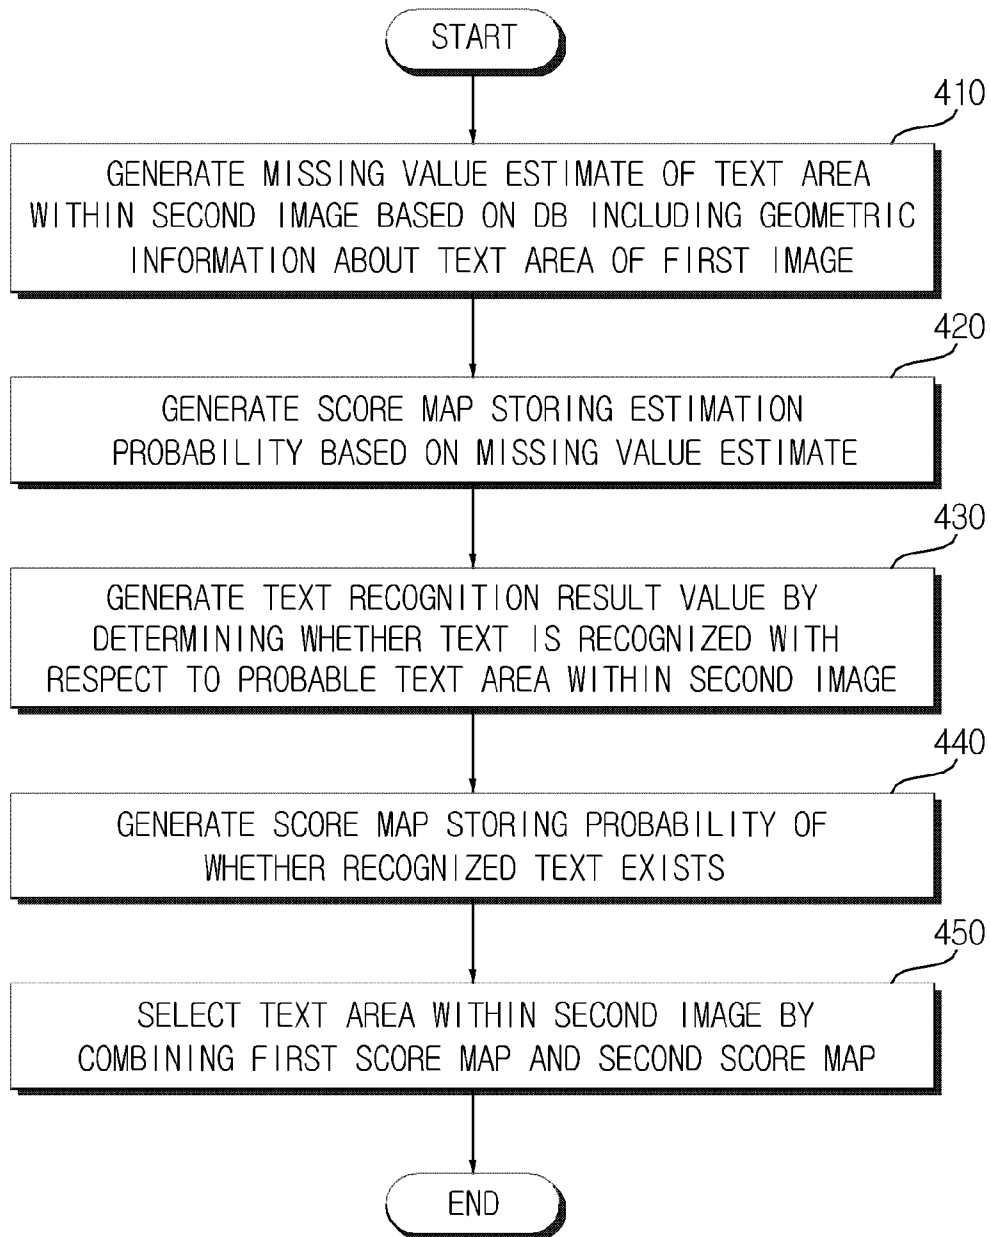 START
410
GENERATE MISSING VALUE ESTIMATE OF TEXT AREA
WITHIN SECOND IMAGE BASED ON DB INCLUDING GEOMETRIC
INFORMATION ABOUT TEXT AREA OF FIRST IMAGE
420
GENERATE SCORE MAP STORING ESTIMATION
PROBABILITY BASED ON MISSING VALUE ESTIMATE
430
GENERATE TEXT RECOGNITION RESULT VALUE BY
DETERMINING WHETHER TEXT IS RECOGNIZED WITH
RESPECT TO PROBABLE TEXT AREA WITHIN SECOND IMAGE
440
GENERATE SCORE MAP STORING PROBABILITY OF
WHETHER RECOGNIZED TEXT EXISTS
450
SELECT TEXT AREA WITHIN SECOND IMAGE BY
COMBINING FIRST SCORE MAP AND SECOND SCORE MAP
END